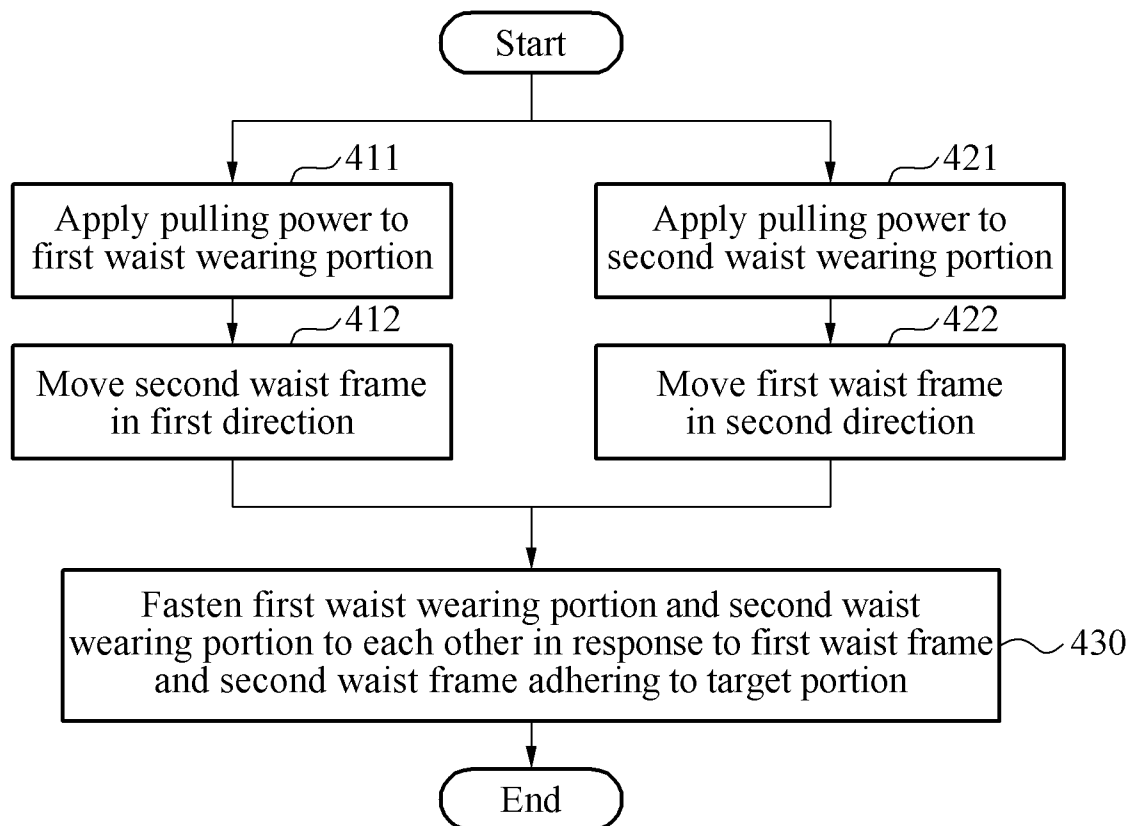 Start
411
Apply pulling power to
first waist wearing portion
421
Apply pulling power to
second waist wearing portion
412
Move second waist frame
in first direction
422
Move first waist frame
in second direction
Fasten first waist wearing portion and second waist
wearing portion to each other in response to first waist frame
and second waist frame adhering to target portion
430
End